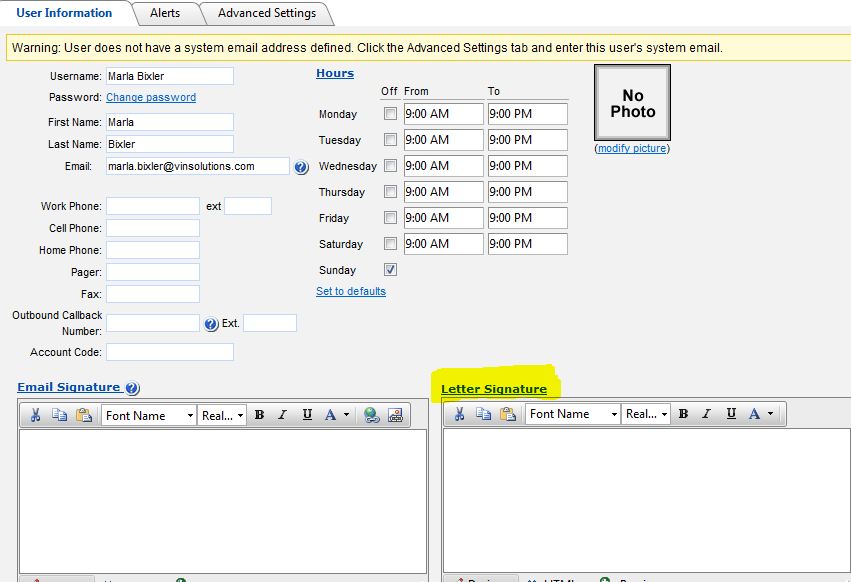 User Information
Alerts
Advanced Settings
Warning: User does not have a system email address defined. Click the Advanced Settings tab and enter this user's system email.
Username: Marla Bixler
Password: Change password
First Name: Marla
Last Name: Bixler
Email: marla.bixler@vinsolutions.com ?
Work Phone: ext
Cell Phone:
Home Phone:
Pager:
Fax:
Outbound Callback
Number: ? Ext.
Account Code:
Hours
Off From To
Monday 9:00 AM 9:00 PM
Tuesday 9:00 AM 9:00 PM
Wednesday 9:00 AM 9:00 PM
Thursday 9:00 AM 9:00 PM
Friday 9:00 AM 9:00 PM
Saturday 9:00 AM 9:00 PM
Sunday
Set to defaults
No
Photo
(modify picture)
Email Signature ?
Font Name Real... B I U A
Letter Signature
Font Name Real... B I U A